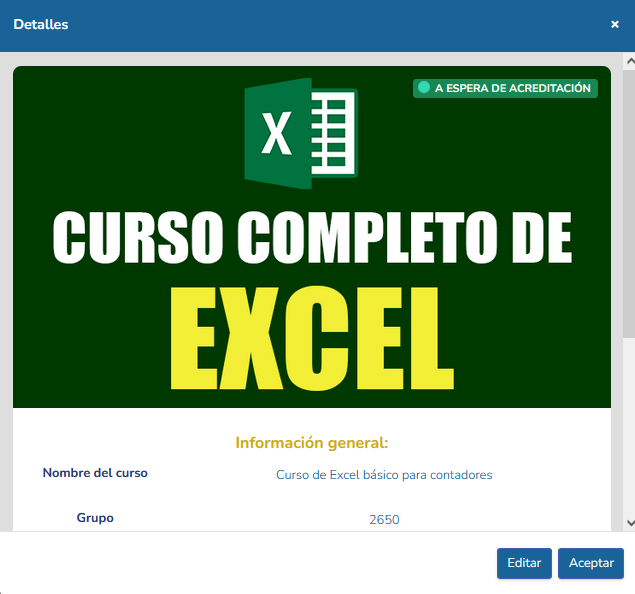 Detalles
×
A ESPERA DE ACREDITACIÓN
X
CURSO COMPLETO DE
EXCEL
Información general:
Nombre del curso Curso de Excel básico para contadores
Grupo 2650
Editar Aceptar